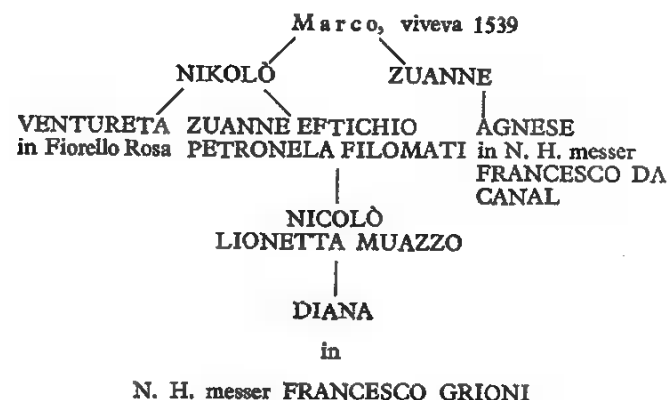 Marco, viveva 1539
NIKOLÒ ZUANNE
VENTURETA ZUANNE EFTICHIO AGNESE
in Fiorello Rosa PETRONELA FILOMATI in N. H. messer
FRANCESCO DA
CANAL
NICOLÒ
LIONETTA MUAZZO
DIANA
in
N. H. messer FRANCESCO GRIONI